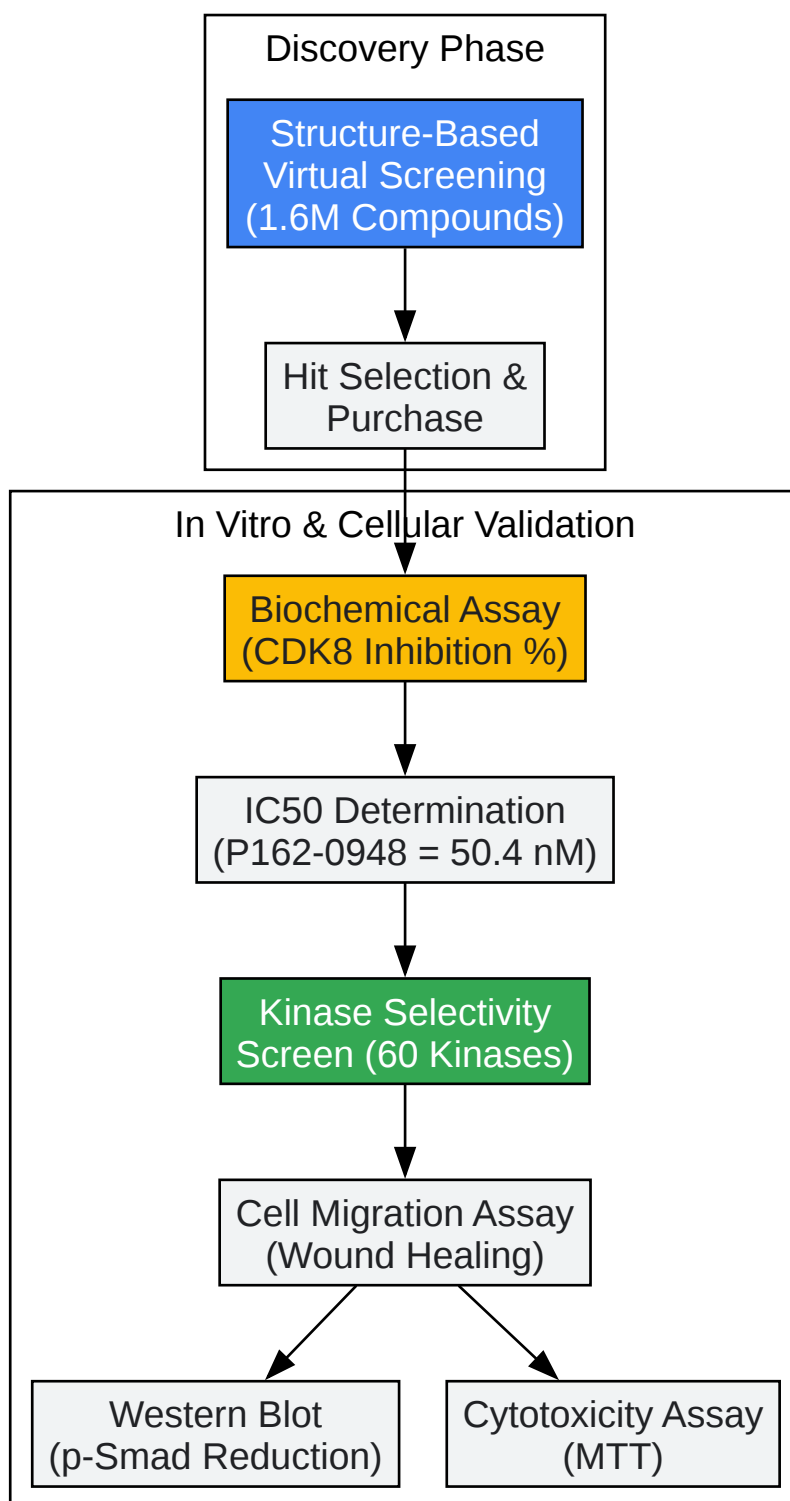 Discovery Phase
Structure-Based
Virtual Screening
(1.6M Compounds)
Hit Selection &
Purchase
In Vitro & Cellular Validation
Biochemical Assay
(CDK8 Inhibition %)
IC50 Determination
(P162-0948 = 50.4 nM)
Kinase Selectivity
Screen (60 Kinases)
Cell Migration Assay
(Wound Healing)
Western Blot
(p-Smad Reduction)
Cytotoxicity Assay
(MTT)